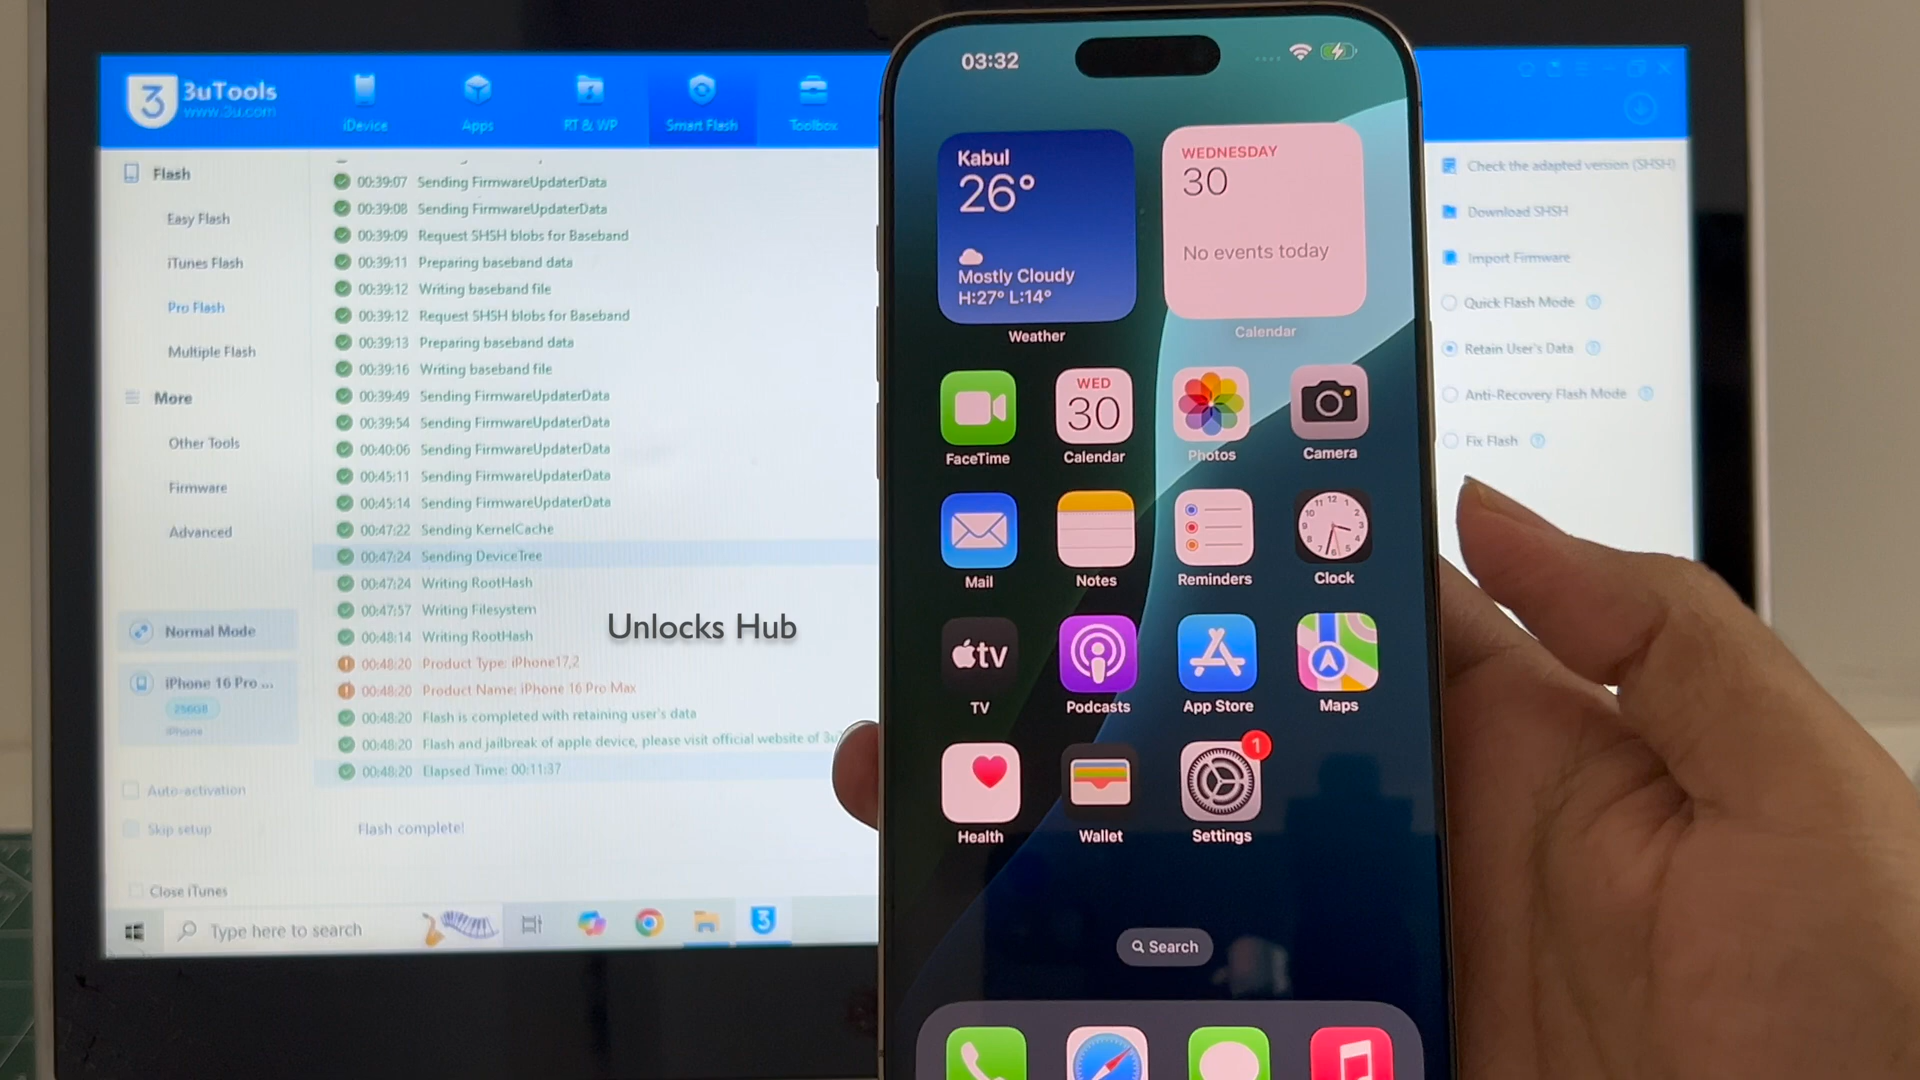 3uTools
www.3u.com
iDevice
Apps
RT & WP
Smart Flash
Toolbox
Flash
Easy Flash
iTunes Flash
Pro Flash
Multiple Flash
More
Other Tools
Firmware
Advanced
Normal Mode
iPhone 16 Pro ...
256GB
iPhone
Auto-activation
Skip setup
Close iTunes
00:39:07 Sending FirmwareUpdaterData
00:39:08 Sending FirmwareUpdaterData
00:39:09 Request SHSH blobs for Baseband
00:39:11 Preparing baseband data
00:39:12 Writing baseband file
00:39:12 Request SHSH blobs for Baseband
00:39:13 Preparing baseband data
00:39:16 Writing baseband file
00:39:49 Sending FirmwareUpdaterData
00:39:54 Sending FirmwareUpdaterData
00:40:06 Sending FirmwareUpdaterData
00:45:11 Sending FirmwareUpdaterData
00:45:14 Sending FirmwareUpdaterData
00:47:22 Sending KernelCache
00:47:24 Sending DeviceTree
00:47:24 Writing RootHash
00:47:57 Writing Filesystem
00:48:14 Writing RootHash
00:48:20 Product Type: iPhone17,2
00:48:20 Product Name: iPhone 16 Pro Max
00:48:20 Flash is completed with retaining user's data
00:48:20 Flash and jailbreak of apple device, please visit official website of 3u
00:48:20 Elapsed Time: 00:11:37
Flash complete!
Unlocks Hub
Type here to search
03:32
Kabul
26°
Mostly Cloudy
H:27° L:14°
Weather
WEDNESDAY
30
No events today
Calendar
FaceTime
WED
30
Calendar
Photos
Camera
Mail
Notes
Reminders
Clock
tv
TV
Podcasts
App Store
Maps
Health
Wallet
1
Settings
Search
Check the adapted version (SHSH)
Download SHSH
Import Firmware
Quick Flash Mode
Retain User's Data
Anti-Recovery Flash Mode
Fix Flash